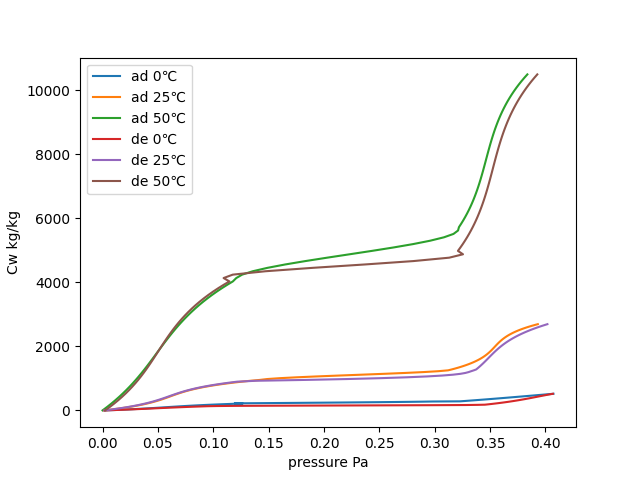 ad 0℃
ad 25℃
ad 50℃
de 0℃
de 25℃
de 50℃
10000
8000
6000
4000
2000
0
Cw kg/kg
0.00 0.05 0.10 0.15 0.20 0.25 0.30 0.35 0.40
pressure Pa